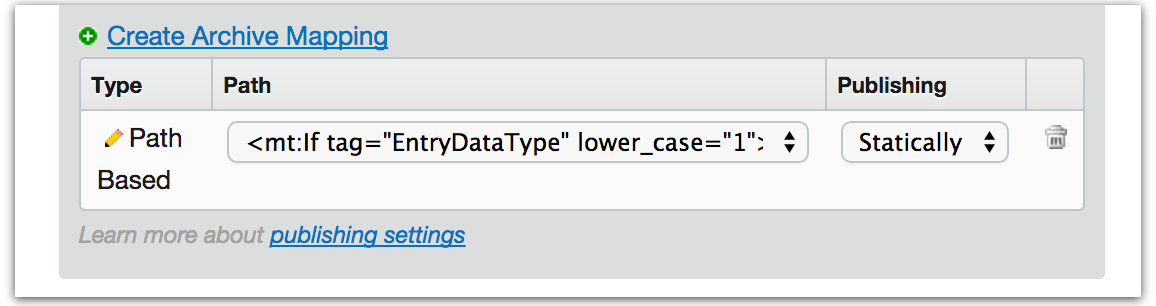 Create Archive Mapping
Type Path Publishing
Path Based <mt:If tag="EntryDataType" lower_case="1"> Statically
Learn more about publishing settings